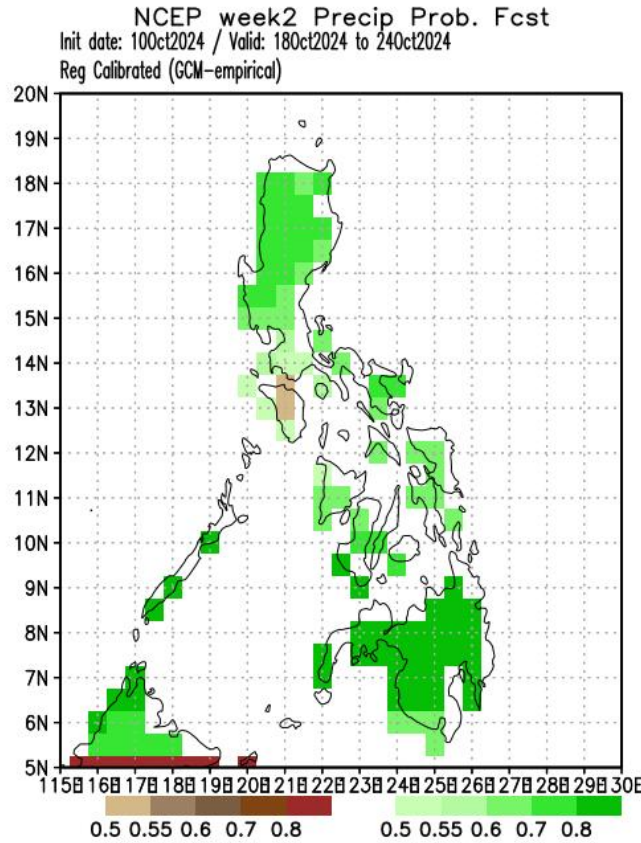 NCEP week2 Precip Prob. Fcst
Init date: 10Oct2024 / Valid: 18Oct2024 to 24Oct2024
Reg Calibrated (GCM-empirical)
20N
19N
18N
17N
16N
15N
14N
13N
12N
11N
10N
9N
8N
7N
6N
5N
115E 116E 117E 118E 119E 120E 121E 122E 123E 124E 125E 126E 127E 128E 129E 130E
0.5 0.55 0.6 0.7 0.8 0.5 0.55 0.6 0.7 0.8